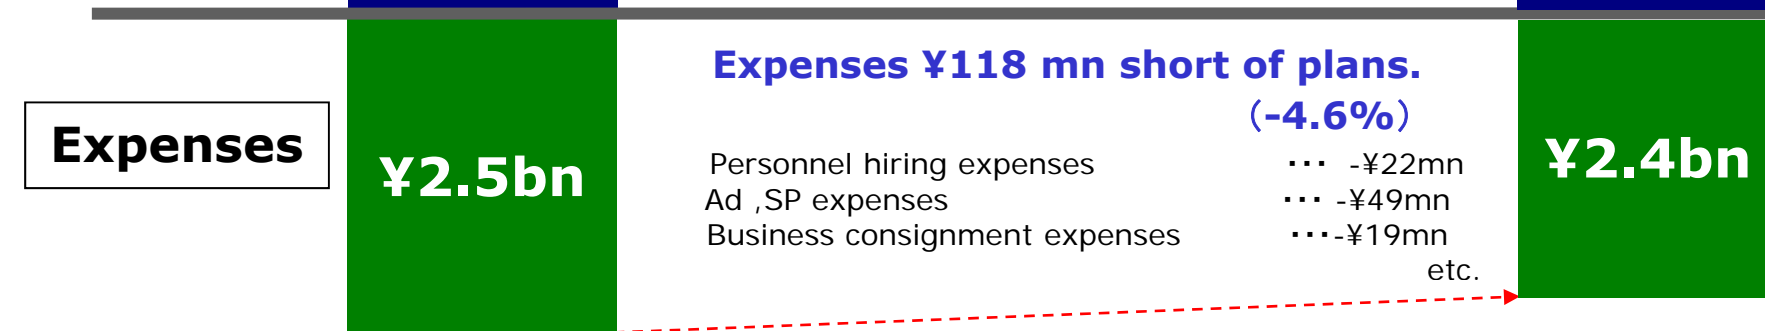 Expenses ¥118 mn short of plans.
（-4.6%）
Expenses
¥2.5bn
¥2.4bn
Personnel hiring expenses ･･･ -¥22mn
Ad ,SP expenses ･･･ -¥49mn
Business consignment expenses ･･･-¥19mn
etc.